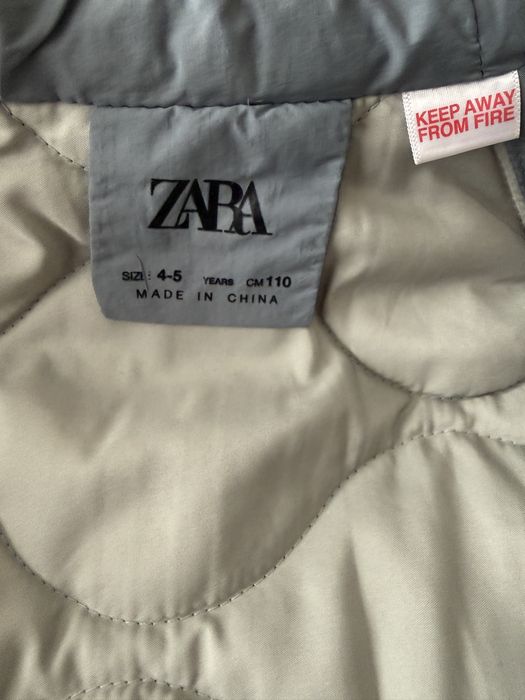 ZARA
SIZE 4-5 YEARS CM 110
MADE IN CHINA
KEEP AWAY
FROM FIRE